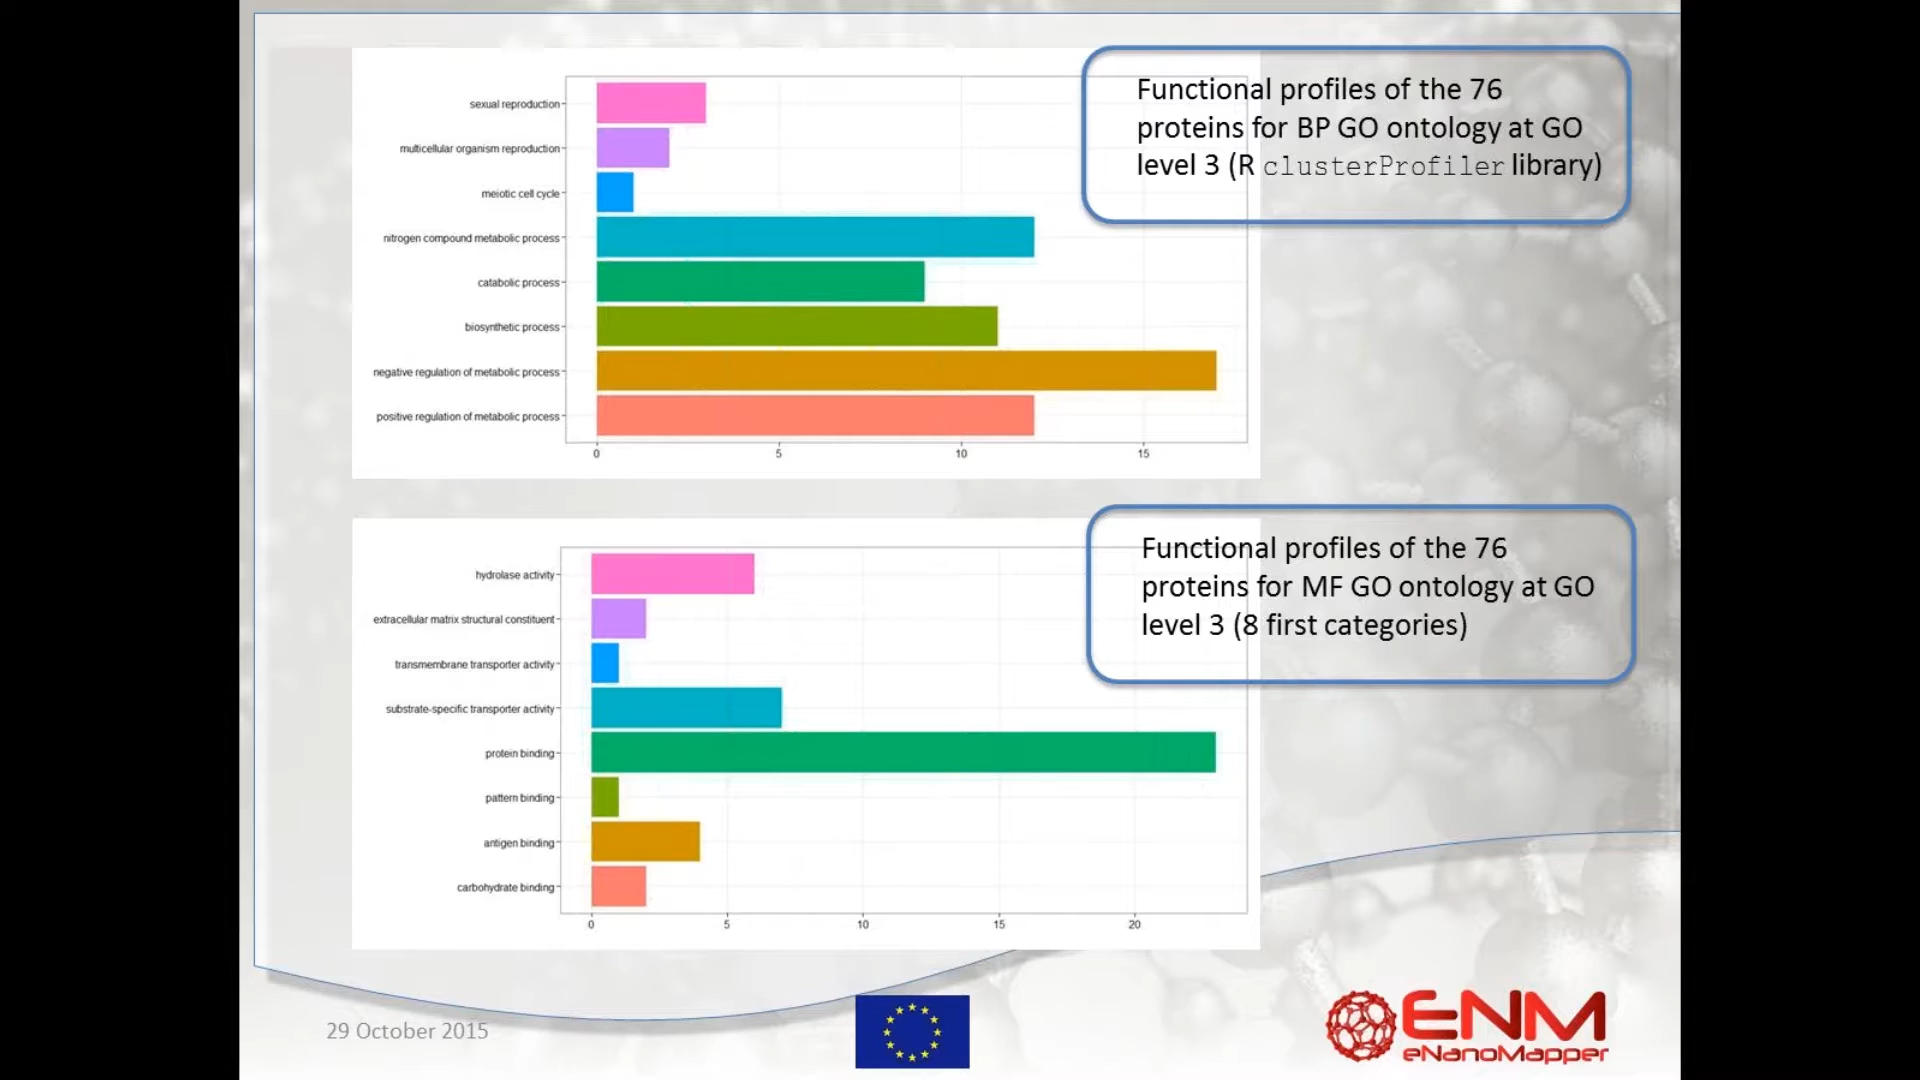 Functional profiles of the 76
proteins for BP GO ontology at GO
level 3 (R clusterProfiler library)
sexual reproduction
multicellular organism reproduction
meiotic cell cycle
nitrogen compound metabolic process
catabolic process
biosynthetic process
negative regulation of metabolic process
positive regulation of metabolic process
0 5 10 15
Functional profiles of the 76
proteins for MF GO ontology at GO
level 3 (8 first categories)
hydrolase activity
extracellular matrix structural constituent
transmembrane transporter activity
substrate-specific transporter activity
protein binding
pattern binding
antigen binding
carbohydrate binding
0 5 10 15 20
29 October 2015
ENM
eNanoMapper